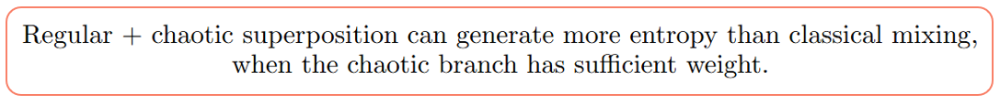 Regular + chaotic superposition can generate more entropy than classical mixing,
when the chaotic branch has sufficient weight.